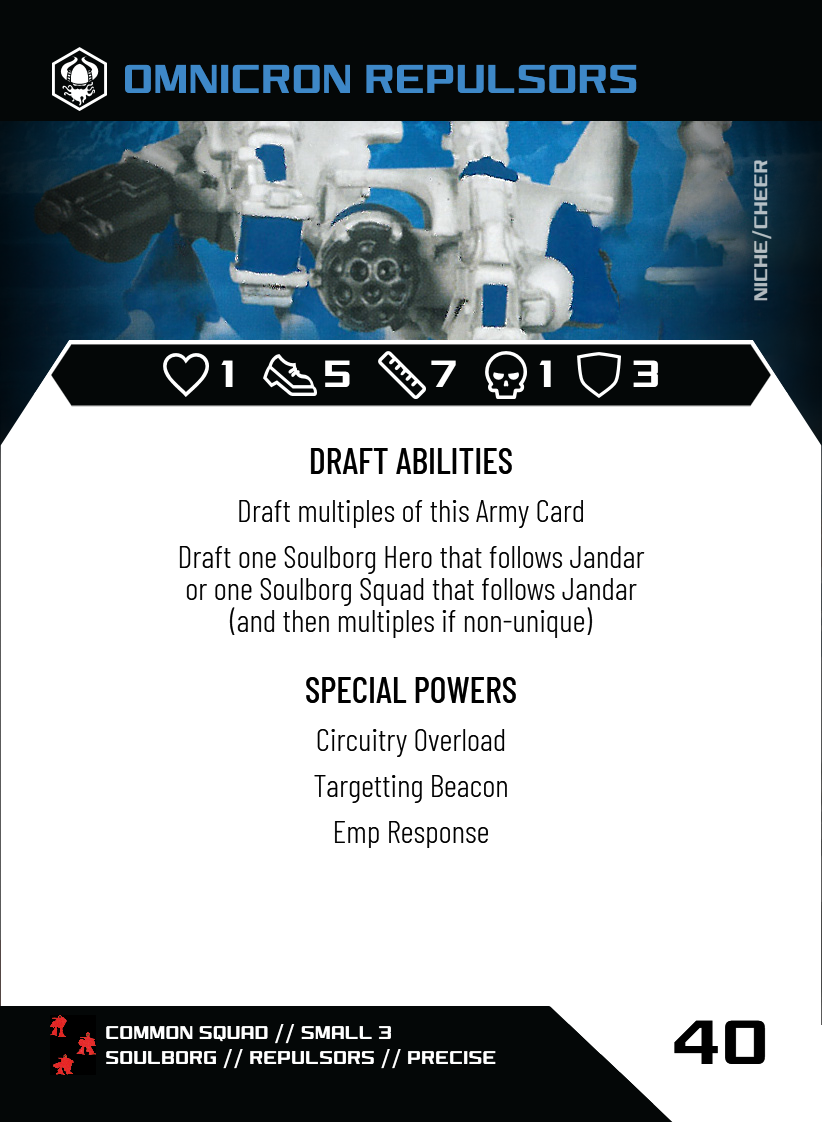 OMNICRON REPULSORS
NICHE/CHEER
1 5 7 1 3
DRAFT ABILITIES
Draft multiples of this Army Card
Draft one Soulborg Hero that follows Jandar
or one Soulborg Squad that follows Jandar
(and then multiples if non-unique)
SPECIAL POWERS
Circuitry Overload
Targetting Beacon
Emp Response
COMMON SQUAD // SMALL 3
SOULBORG // REPULSORS // PRECISE
40